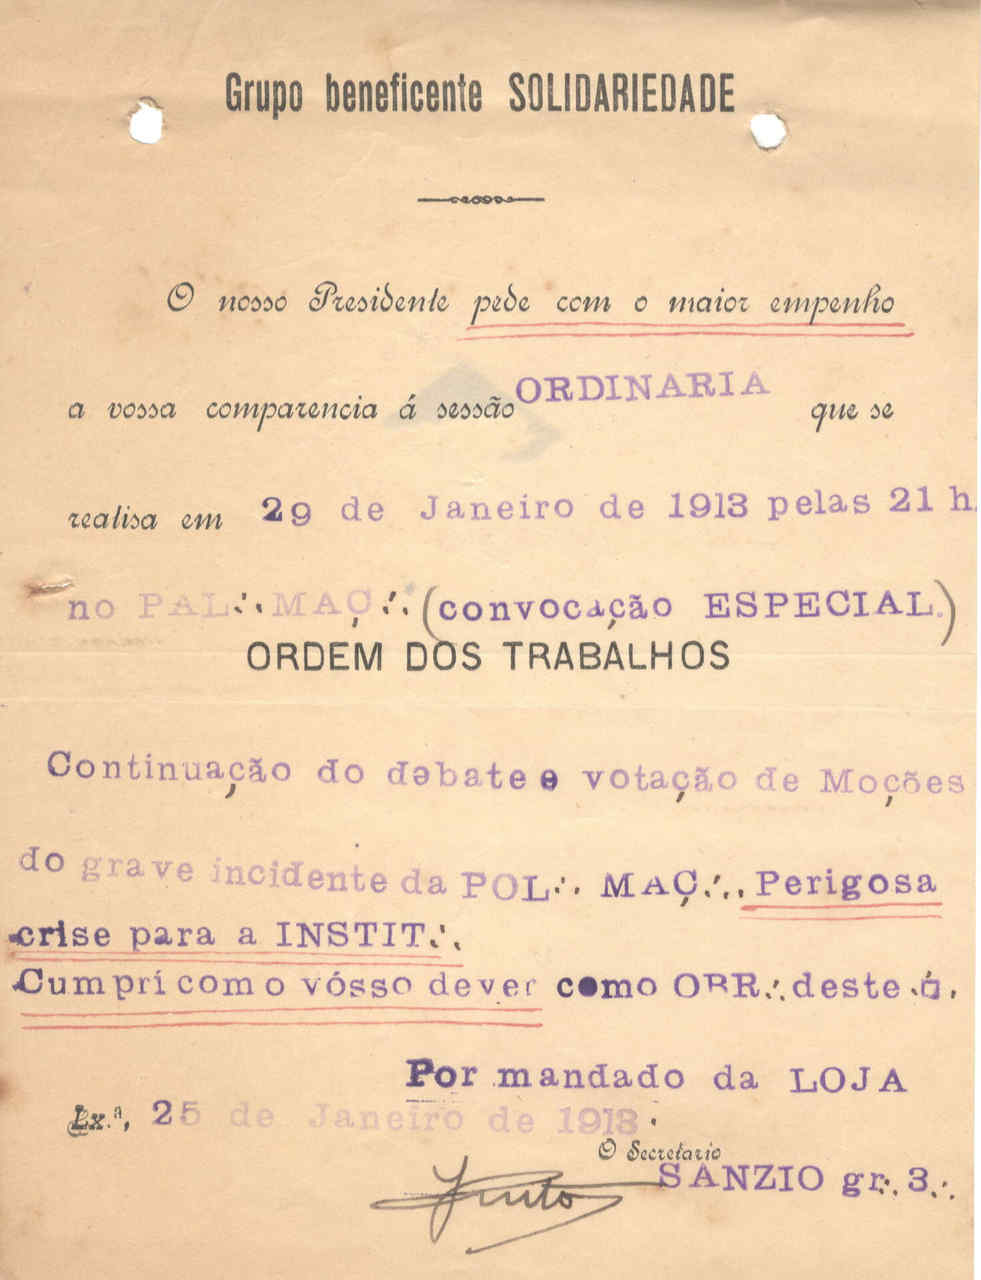 Grupo beneficente SOLIDARIEDADE
O nosso Presidente pede com o maior empenho
a vossa comparencia á sessão ORDINARIA que se
realisa em 29 de Janeiro de 1913 pelas 21 h.
no PAL∴ MAÇ∴ (convocação ESPECIAL.)
ORDEM DOS TRABALHOS
Continuação do debate e votação de Moções
do grave incidente da POL∴ MAÇ∴. Perigosa
crise para a INSTIT∴
Cumprí com o vósso dever como OBR∴ deste
Por mandado da LOJA
Lx.ª, 25 de Janeiro de 1913.
O Secretario
SANZIO gr∴ 3∴
Pinto